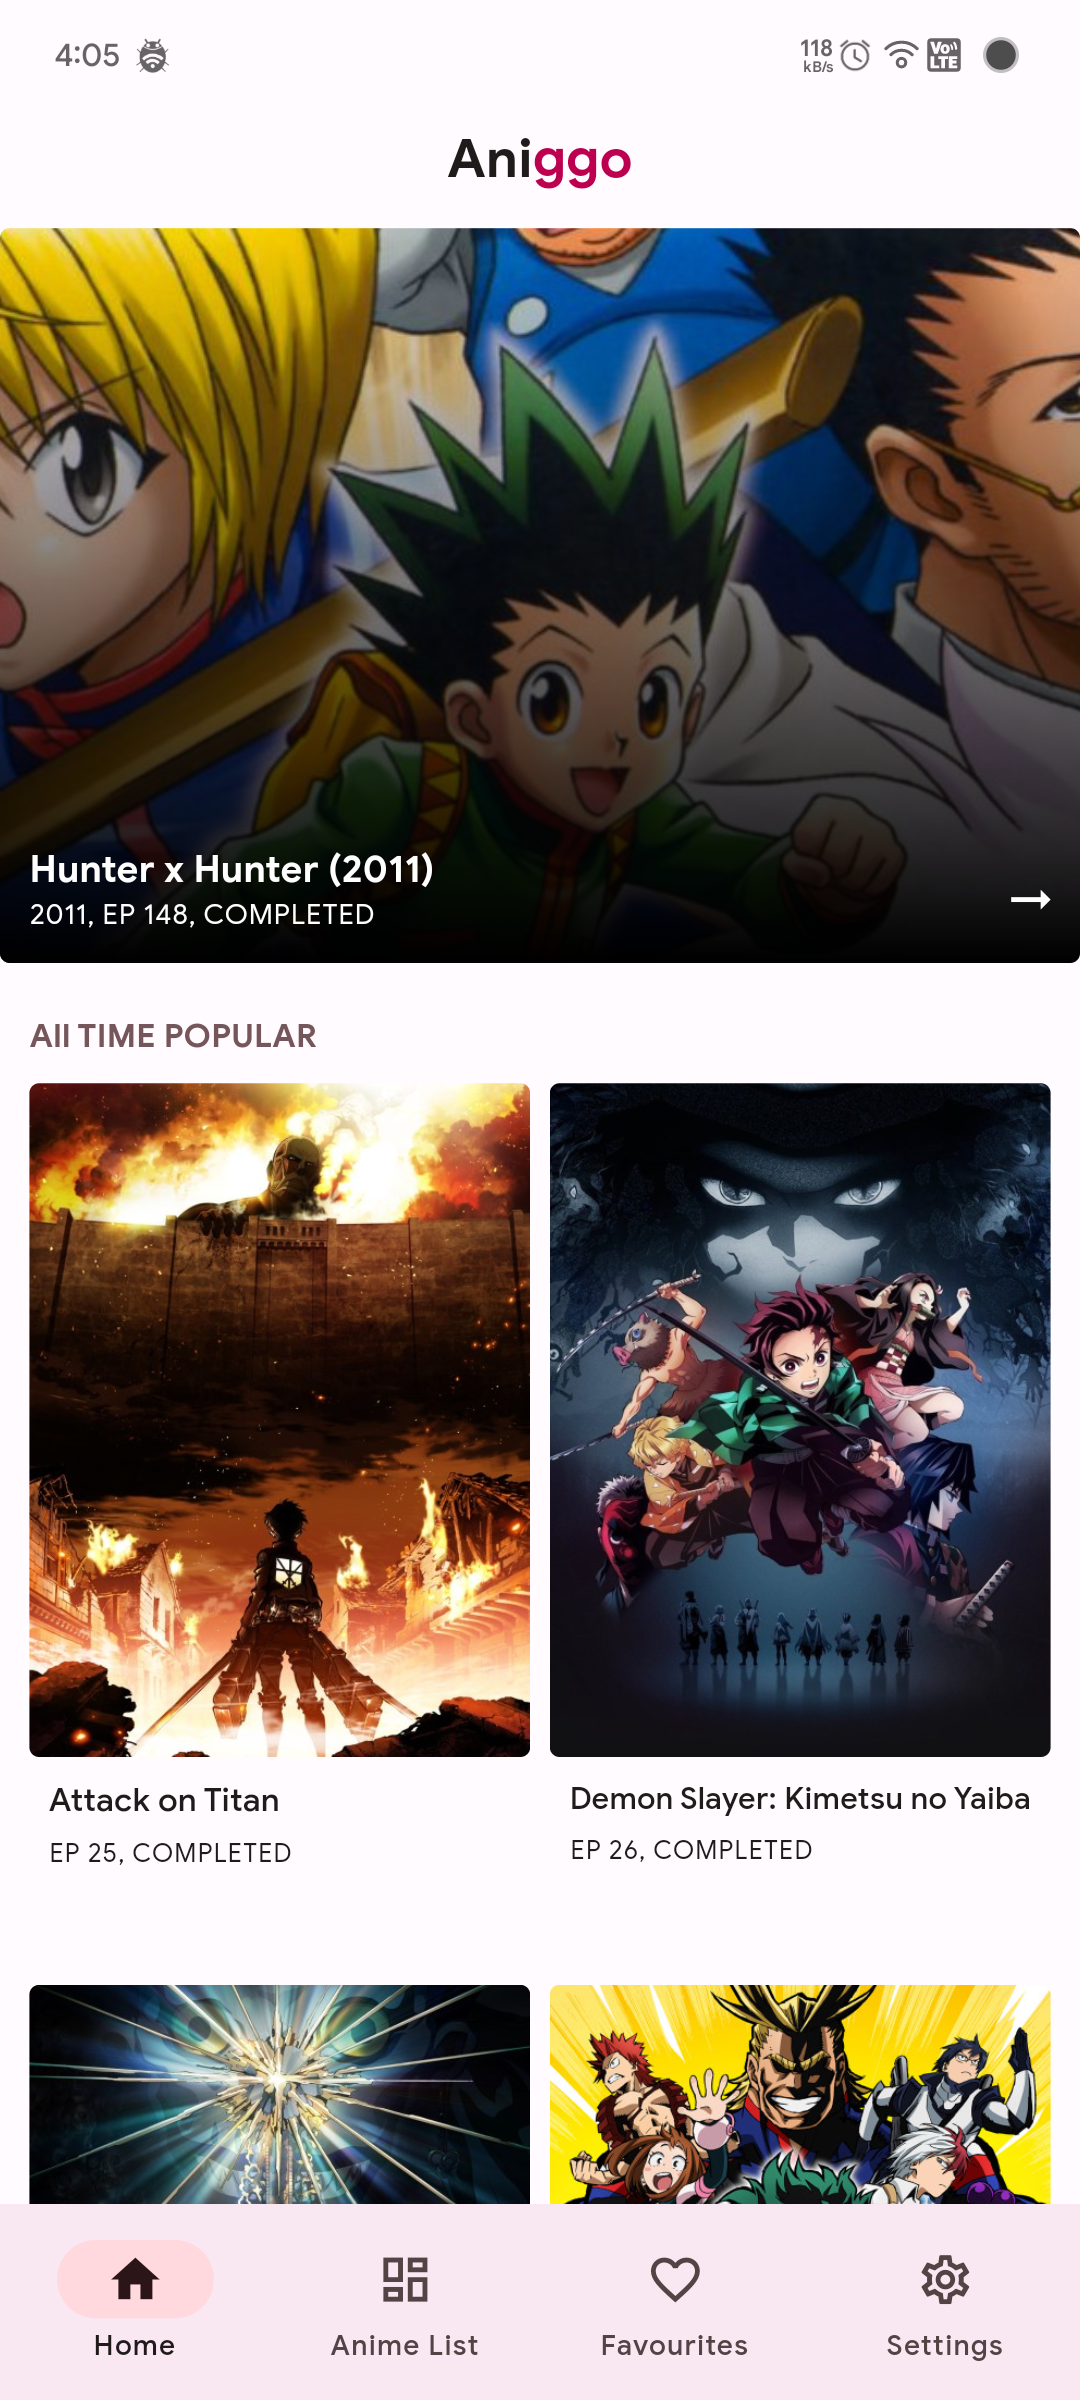 4:05
118
kB/s
Vo
LTE
Aniggo
Hunter x Hunter (2011)
2011, EP 148, COMPLETED
All TIME POPULAR
Attack on Titan
EP 25, COMPLETED
Demon Slayer: Kimetsu no Yaiba
EP 26, COMPLETED
Home
Anime List
Favourites
Settings